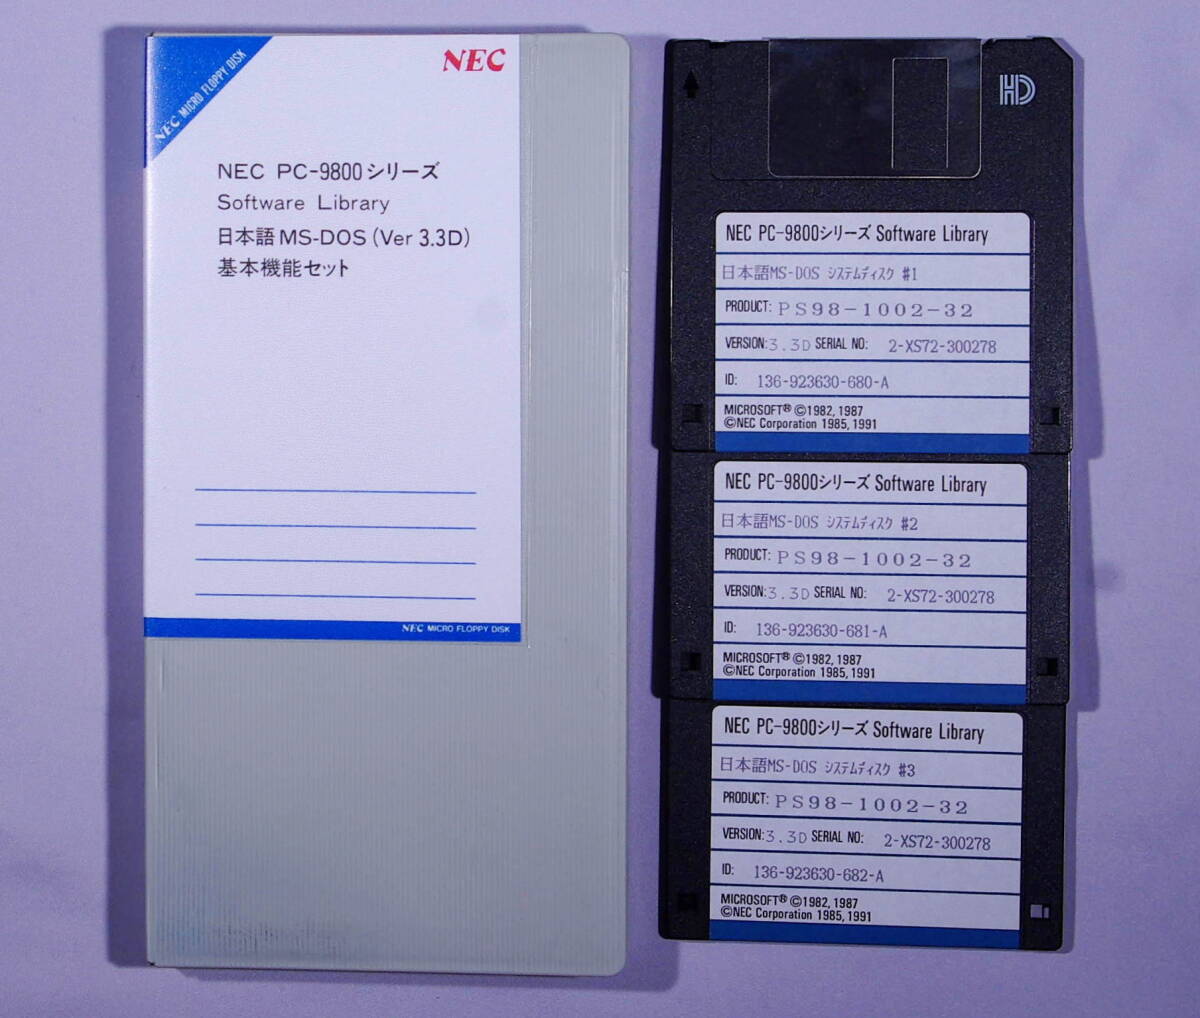 NEC MICRO FLOPPY DISK
NEC
NEC PC-9800シリーズ
Software Library
日本語 MS-DOS (Ver 3.3D)
基本機能セット
NEC MICRO FLOPPY DISK
HD
NEC PC-9800シリーズ Software Library
日本語MS-DOS ｼｽﾃﾑﾃﾞｨｽｸ #1
PRODUCT: PS98-1002-32
VERSION: 3.3D SERIAL NO: 2-XS72-300278
ID: 136-923630-680-A
MICROSOFT® ©1982, 1987
©NEC Corporation 1985, 1991
NEC PC-9800シリーズ Software Library
日本語MS-DOS ｼｽﾃﾑﾃﾞｨｽｸ #2
PRODUCT: PS98-1002-32
VERSION: 3.3D SERIAL NO: 2-XS72-300278
ID: 136-923630-681-A
MICROSOFT® ©1982, 1987
©NEC Corporation 1985, 1991
NEC PC-9800シリーズ Software Library
日本語MS-DOS ｼｽﾃﾑﾃﾞｨｽｸ #3
PRODUCT: PS98-1002-32
VERSION: 3.3D SERIAL NO: 2-XS72-300278
ID: 136-923630-682-A
MICROSOFT® ©1982, 1987
©NEC Corporation 1985, 1991